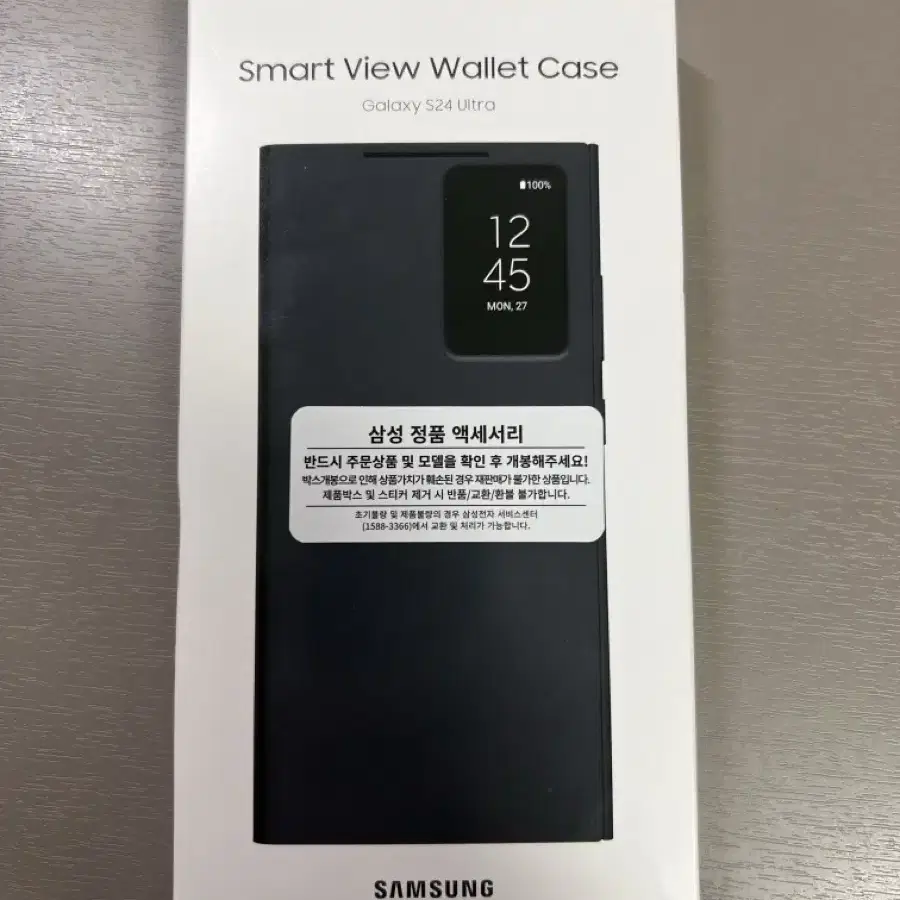 Smart View Wallet Case
Galaxy S24 Ultra
100%
12
45
MON, 27
삼성 정품 액세서리
반드시 주문상품 및 모델을 확인 후 개봉해주세요!
박스개봉으로 인해 상품가치가 훼손된 경우 재판매가 불가한 상품입니다.
제품박스 및 스티커 제거 시 반품/교환/환불 불가합니다.
초기불량 및 제품불량의 경우 삼성전자 서비스센터
(1588-3366)에서 교환 및 처리가 가능합니다.
SAMSUNG